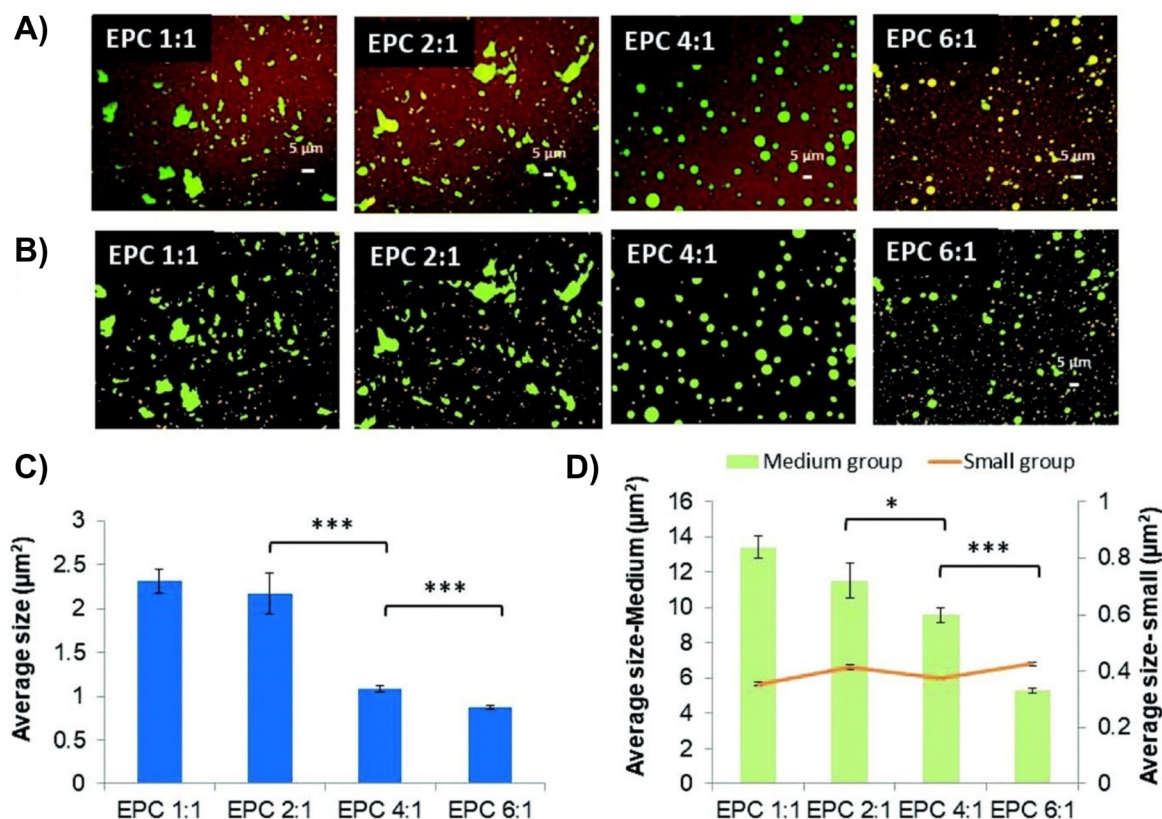 A)
EPC 1:1
EPC 2:1
EPC 4:1
EPC 6:1
5 µm
5 µm
5 µm
5 µm
B)
EPC 1:1
EPC 2:1
EPC 4:1
EPC 6:1
5 µm
C)
Average size (µm²)
3
2.5
2
1.5
1
0.5
0
***
***
EPC 1:1 EPC 2:1 EPC 4:1 EPC 6:1
D)
Medium group Small group
Average size-Medium (µm²)
16
14
12
10
8
6
4
2
0
*
***
1
0.8
0.6
0.4
0.2
0
Average size-small (µm²)
EPC 1:1 EPC 2:1 EPC 4:1 EPC 6:1